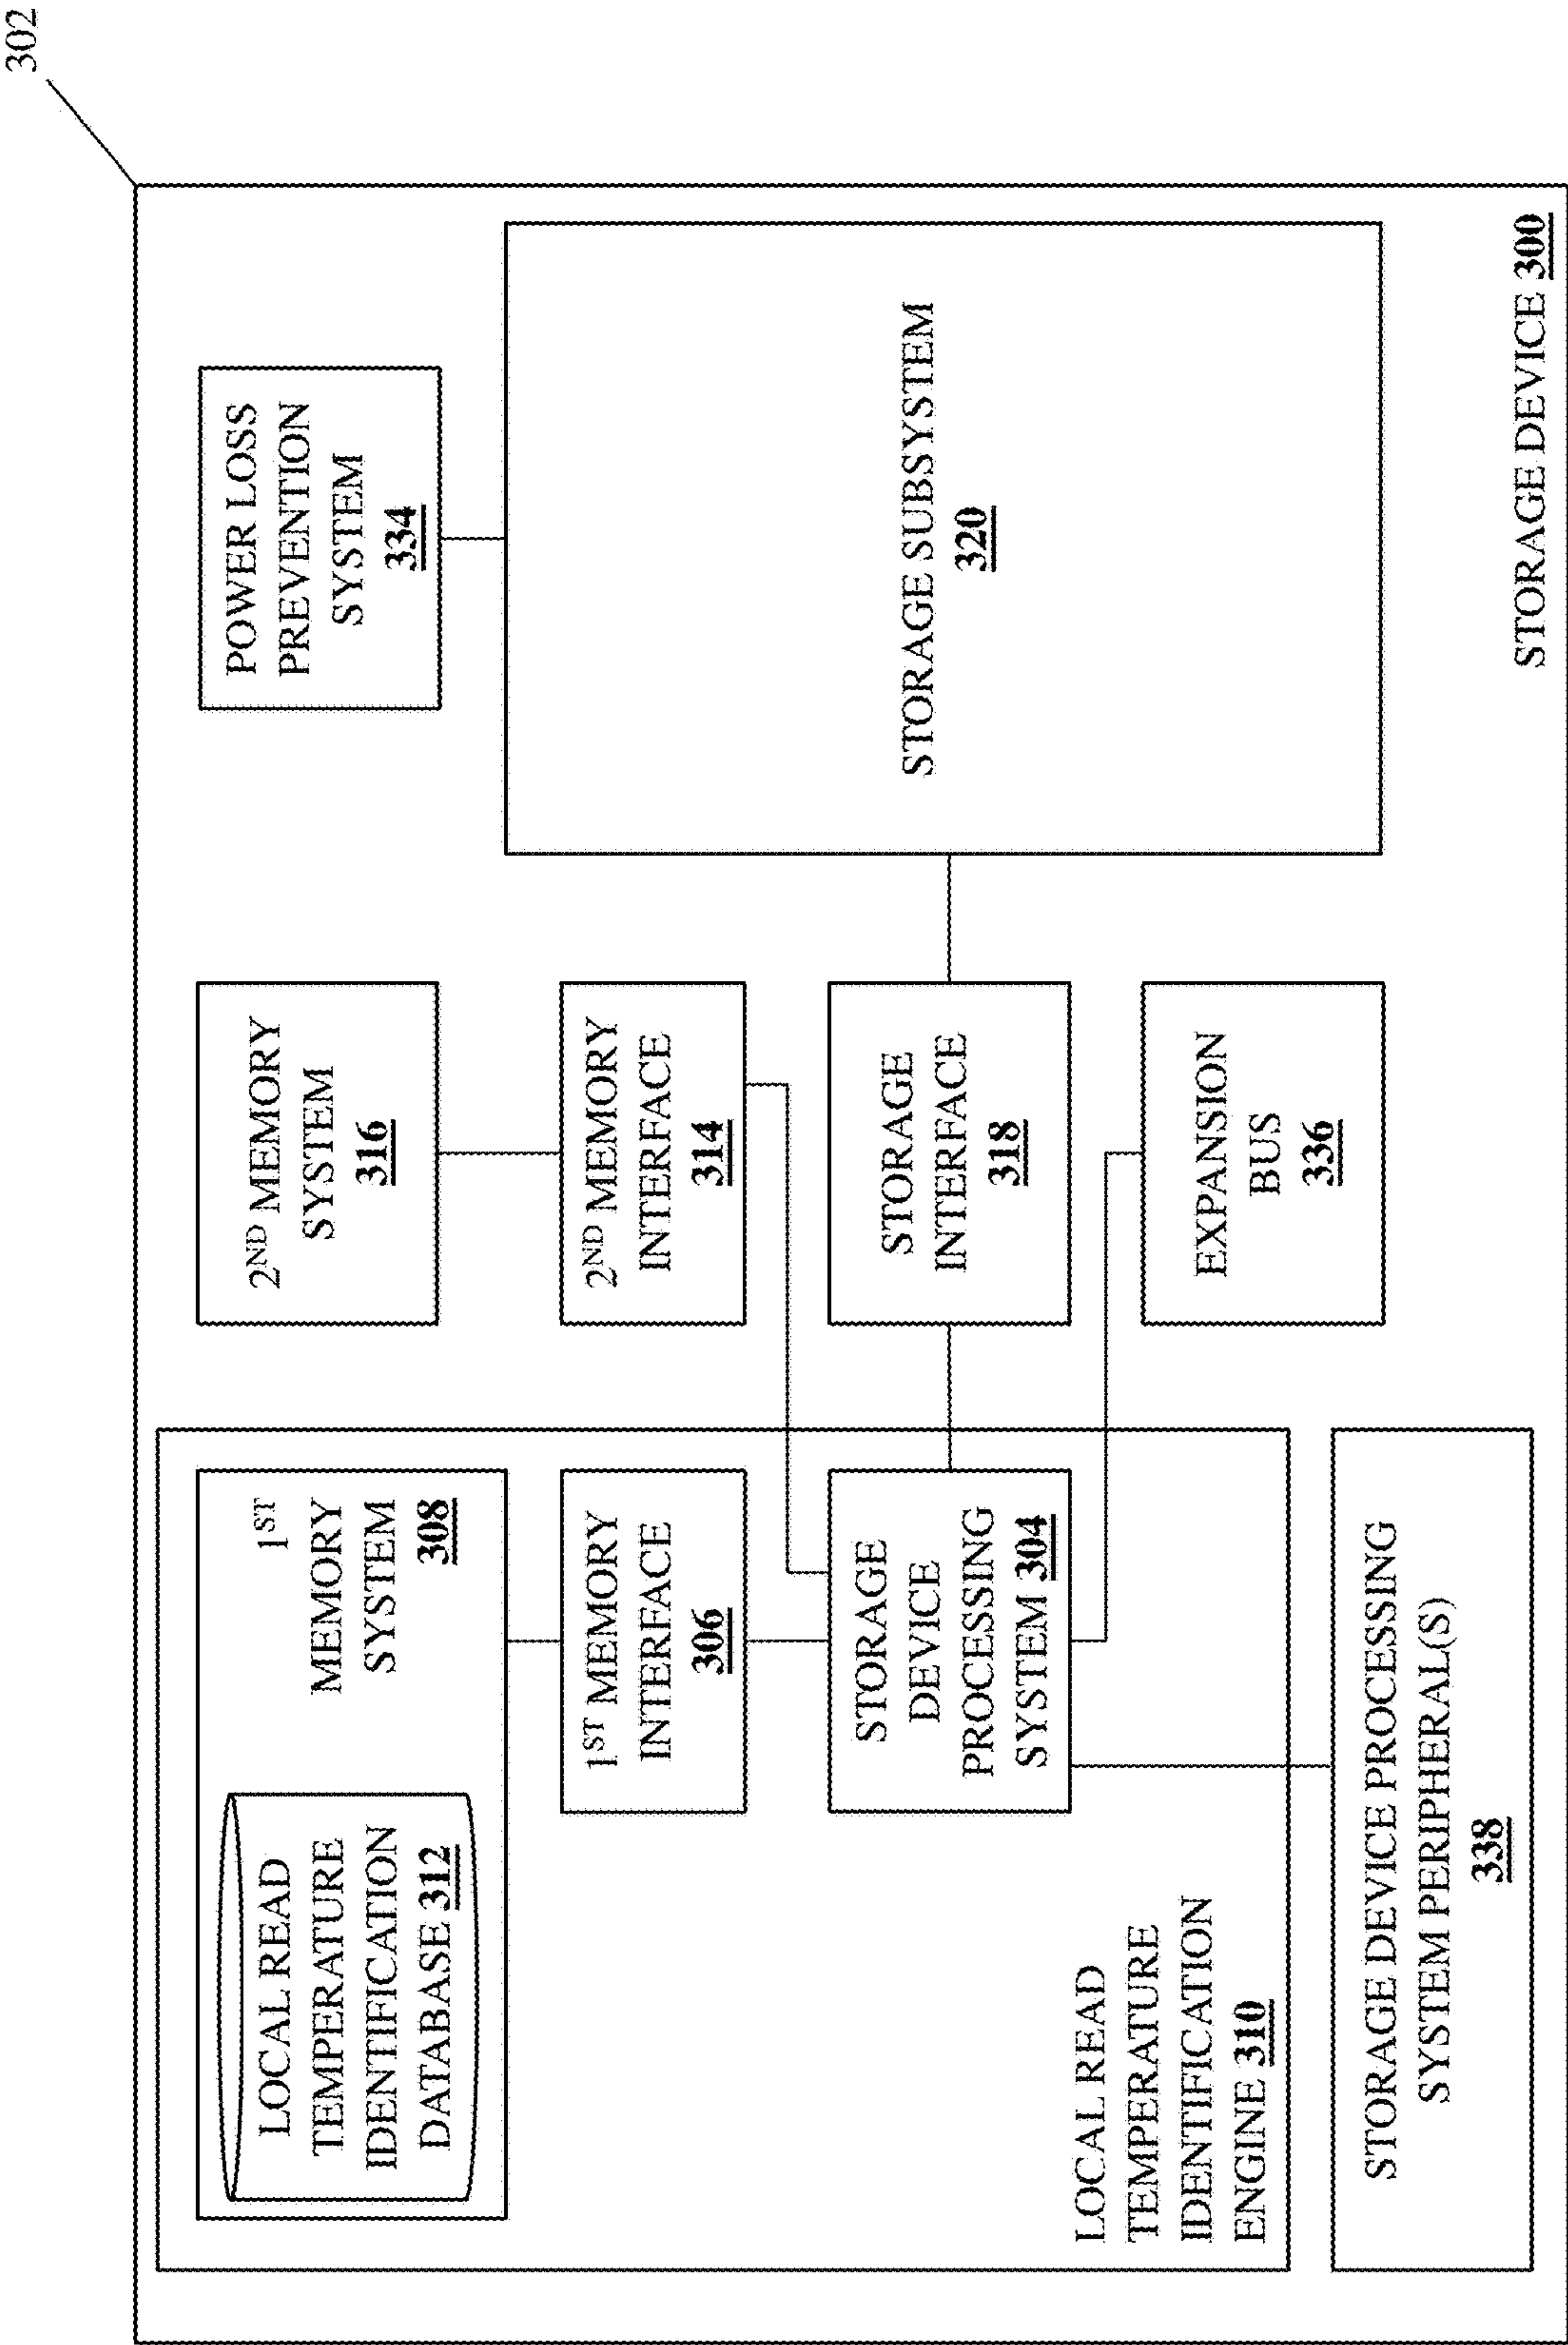 302
LOCAL READ
TEMPERATURE
IDENTIFICATION
DATABASE 312
1ST
MEMORY
SYSTEM
308
2ND MEMORY
SYSTEM
316
POWER LOSS
PREVENTION
SYSTEM
334
1ST MEMORY
INTERFACE
306
2ND MEMORY
INTERFACE
314
STORAGE
DEVICE
PROCESSING
SYSTEM 304
STORAGE
INTERFACE
318
STORAGE SUBSYSTEM
320
LOCAL READ
TEMPERATURE
IDENTIFICATION
ENGINE 310
EXPANSION
BUS
336
STORAGE DEVICE PROCESSING
SYSTEM PERIPHERAL(S)
338
STORAGE DEVICE 300